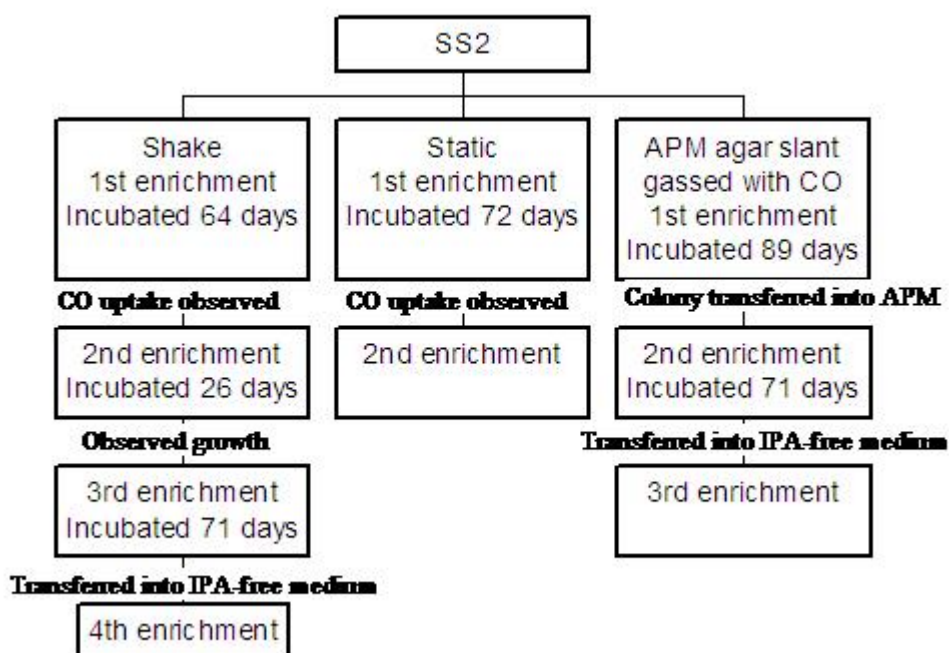 SS2
Shake
1st enrichment
Incubated 64 days
CO uptake observed
2nd enrichment
Incubated 26 days
Observed growth
3rd enrichment
Incubated 71 days
Transferred into IPA-free medium
4th enrichment
Static
1st enrichment
Incubated 72 days
CO uptake observed
2nd enrichment
APM agar slant
gassed with CO
1st enrichment
Incubated 89 days
Colony transferred into APM
2nd enrichment
Incubated 71 days
Transferred into IPA-free medium
3rd enrichment